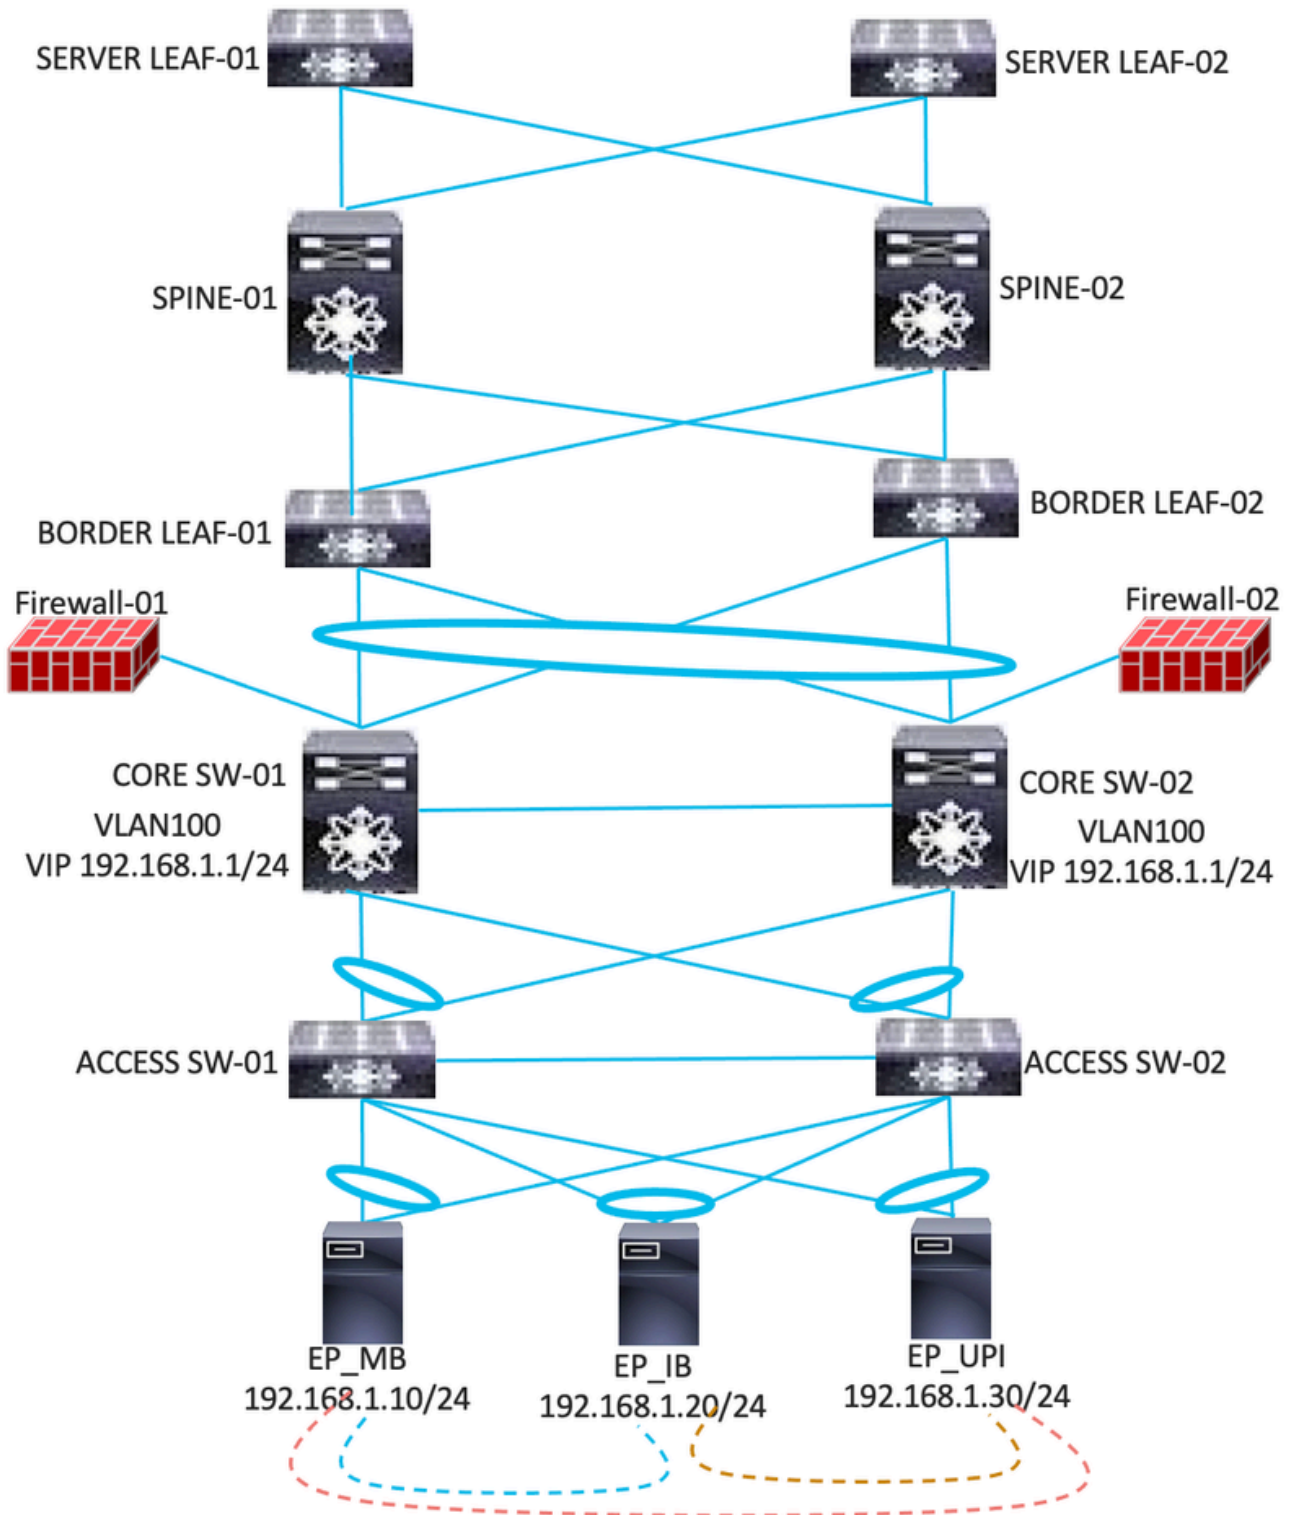 SERVER LEAF-01
SERVER LEAF-02
SPINE-01
SPINE-02
BORDER LEAF-01
BORDER LEAF-02
Firewall-01
Firewall-02
CORE SW-01
CORE SW-02
VLAN100
VIP 192.168.1.1/24
VLAN100
VIP 192.168.1.1/24
ACCESS SW-01
ACCESS SW-02
EP_MB
192.168.1.10/24
EP_IB
192.168.1.20/24
EP_UPI
192.168.1.30/24